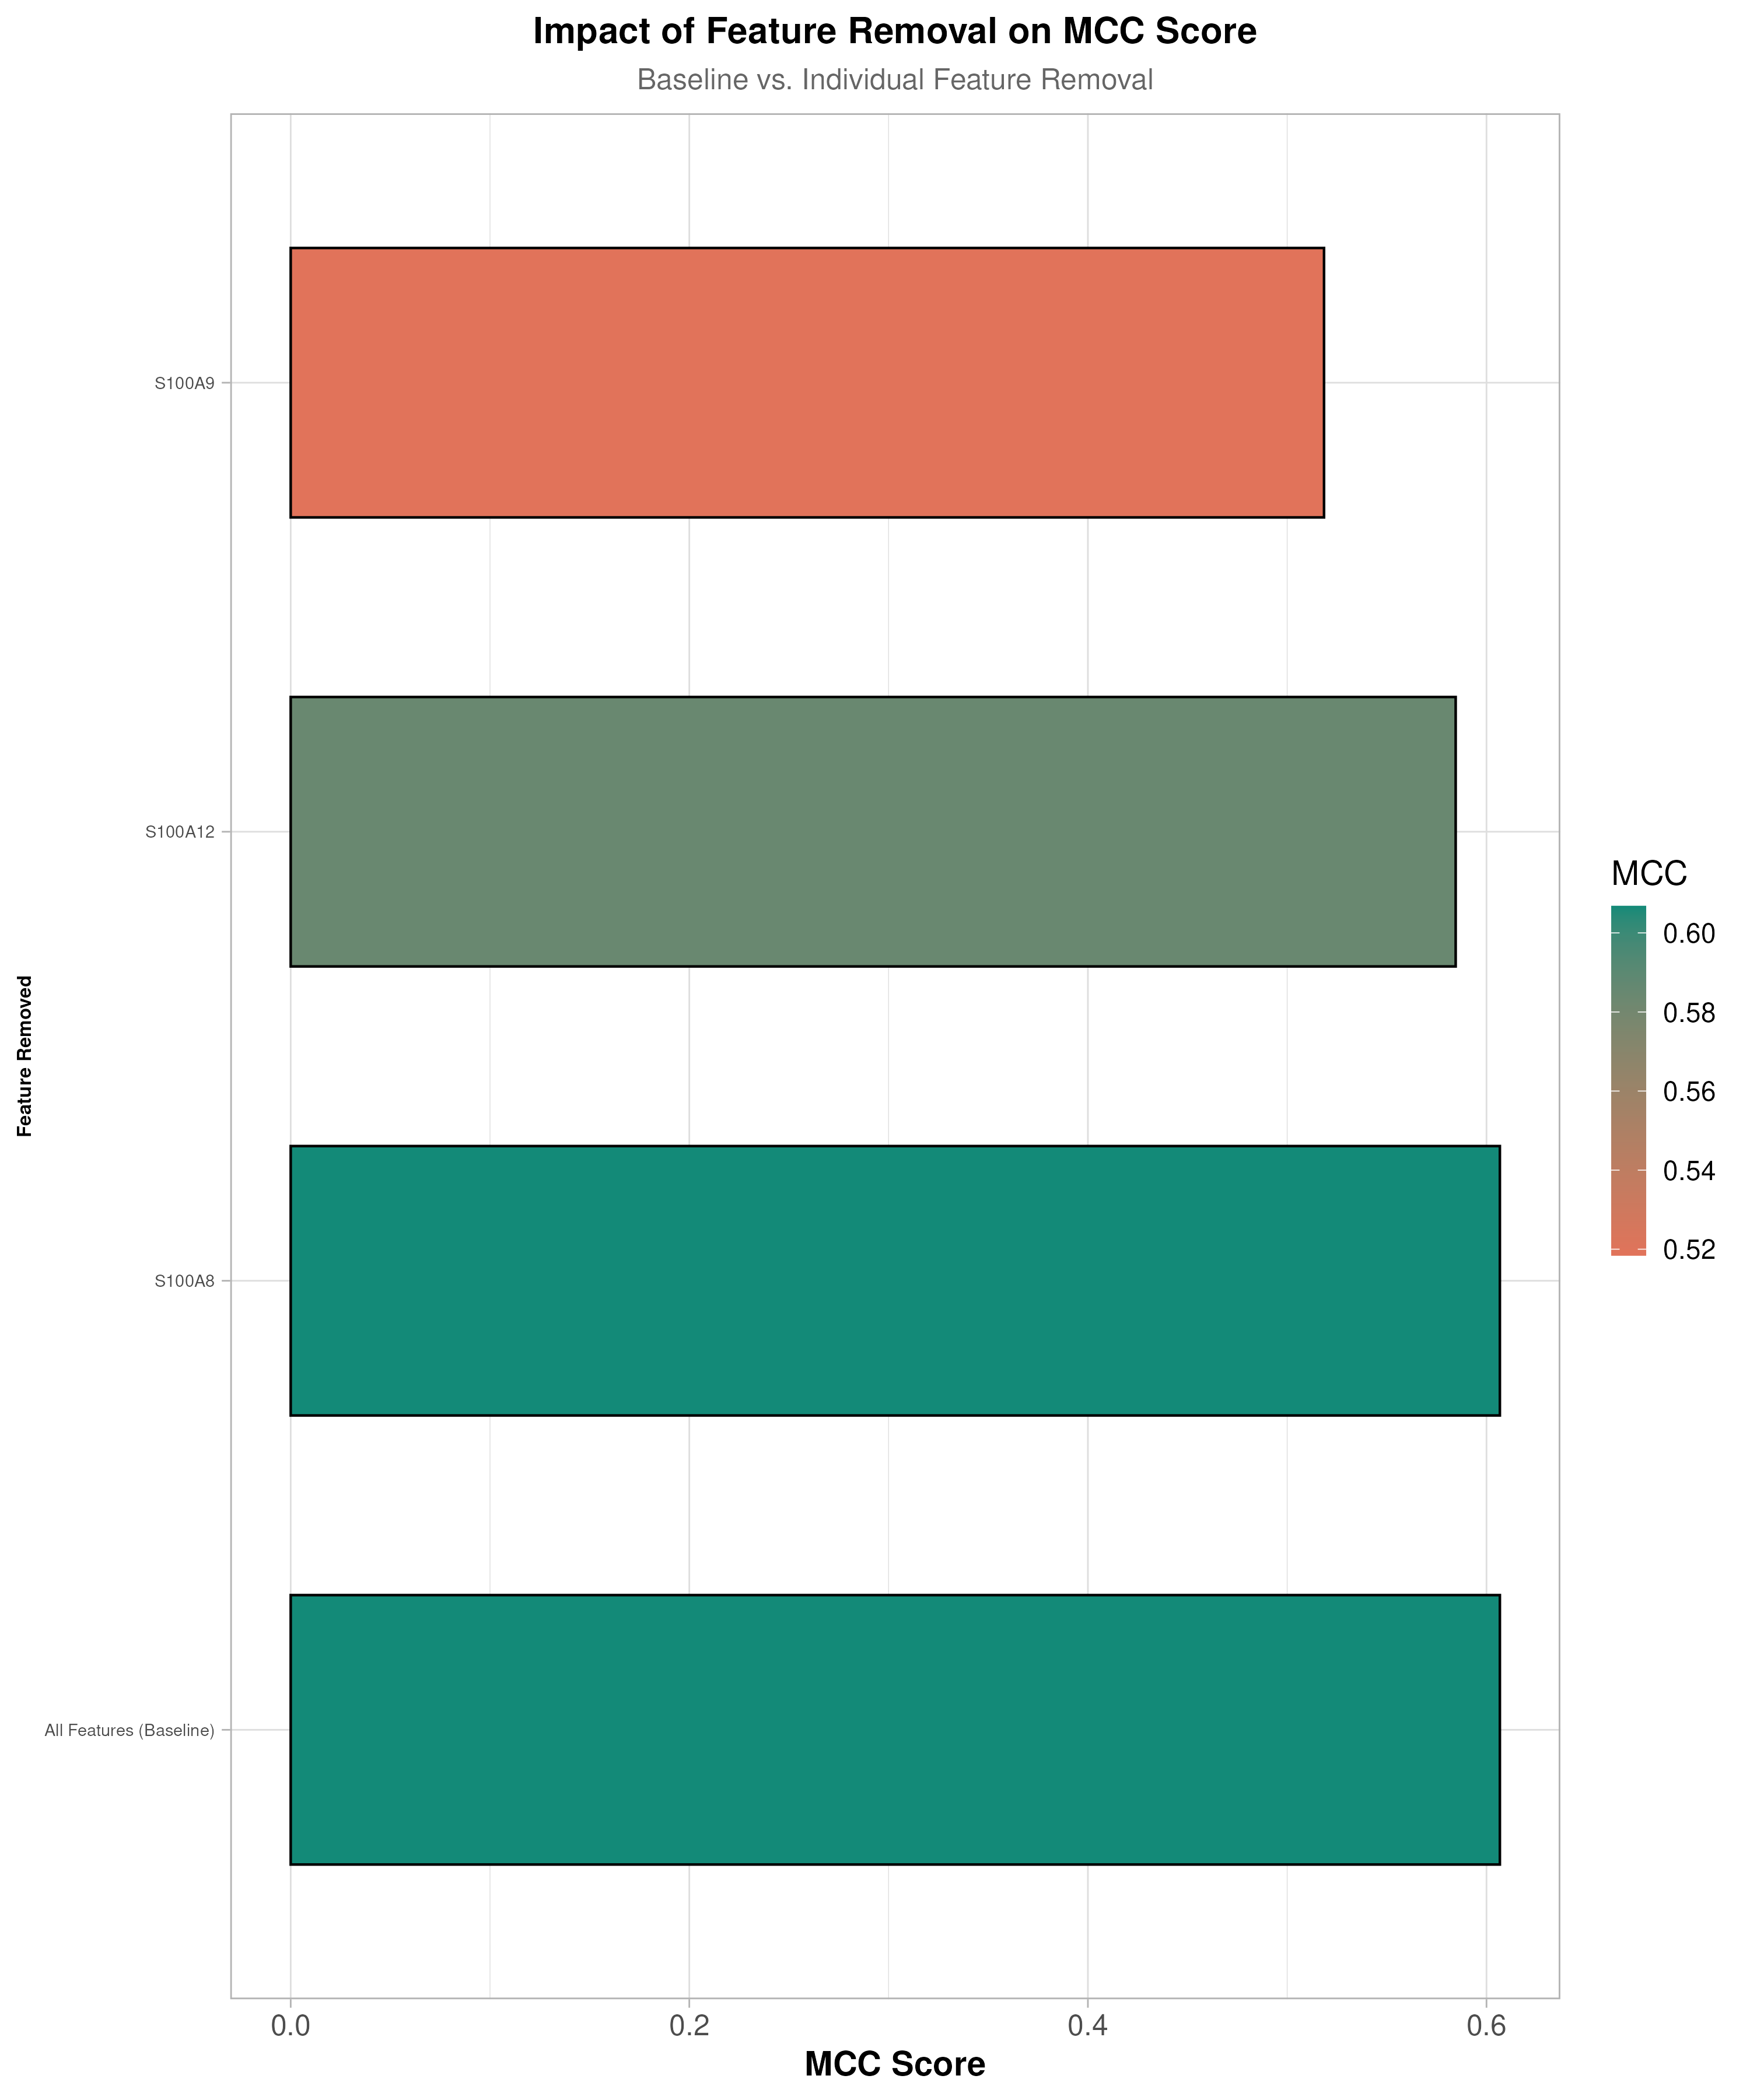 Impact of Feature Removal on MCC Score
Baseline vs. Individual Feature Removal
Feature Removed
S100A9
S100A12
S100A8
All Features (Baseline)
0.0 0.2 0.4 0.6
MCC Score
MCC
0.60
0.58
0.56
0.54
0.52